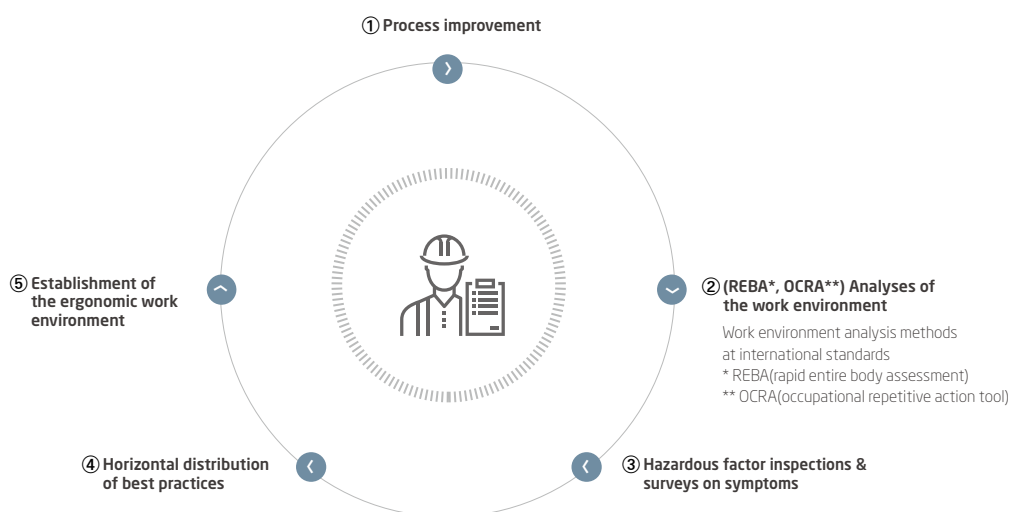 ① Process improvement
② (REBA*, OCRA**) Analyses of
the work environment
Work environment analysis methods
at international standards
* REBA(rapid entire body assessment)
** OCRA(occupational repetitive action tool)
③ Hazardous factor inspections &
surveys on symptoms
④ Horizontal distribution
of best practices
⑤ Establishment of
the ergonomic work
environment